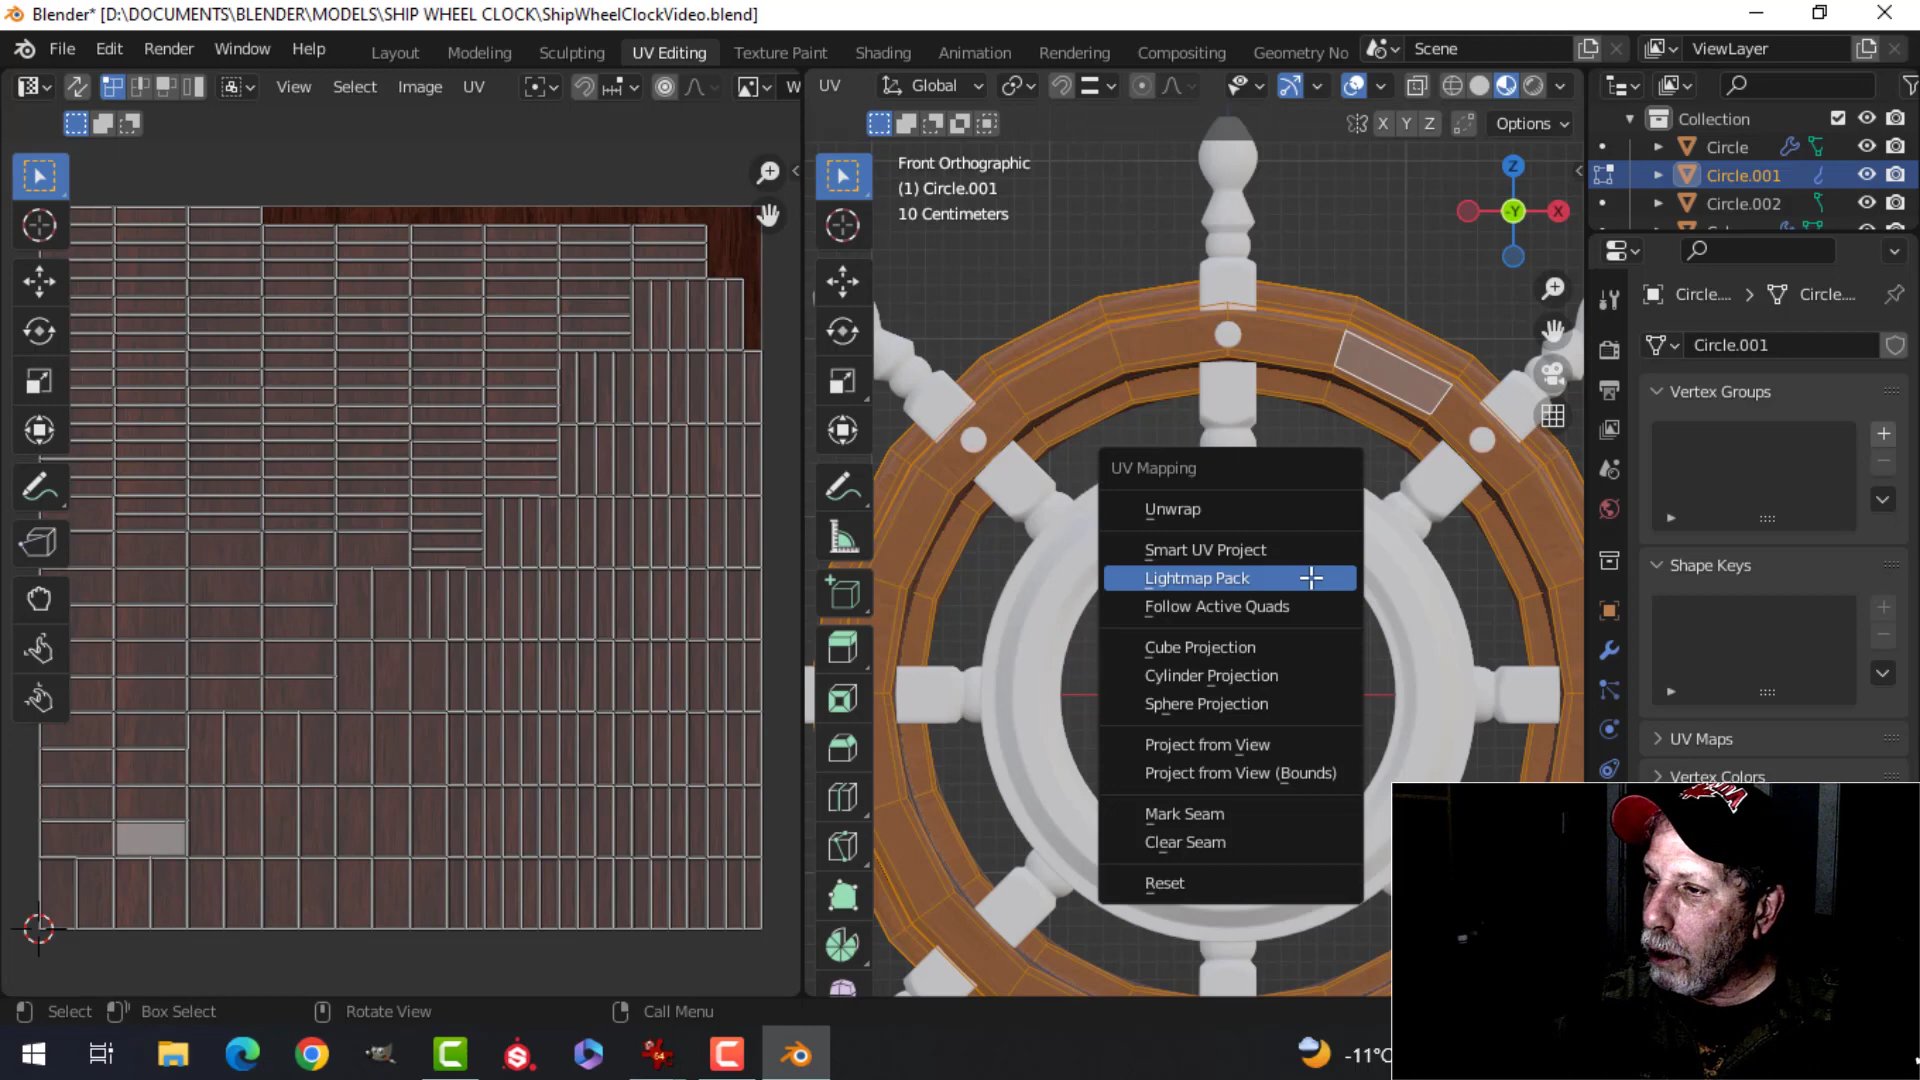 Blender* [D:\DOCUMENTS\BLENDER\MODELS\SHIP WHEEL CLOCK\ShipWheelClockVideo.blend]
File Edit Render Window Help Layout Modeling Sculpting UV Editing Texture Paint Shading Animation Rendering Compositing Geometry No Scene ViewLayer
View Select Image UV W UV Global
Collection
X Y Z Options
Circle
Circle.001
Circle.002
Front Orthographic
(1) Circle.001
10 Centimeters
Z
-Y
X
Circle.... Circle....
Circle.001
Vertex Groups
Shape Keys
UV Maps
Vertex Colors
UV Mapping
Unwrap
Smart UV Project
Lightmap Pack
Follow Active Quads
Cube Projection
Cylinder Projection
Sphere Projection
Project from View
Project from View (Bounds)
Mark Seam
Clear Seam
Reset
Select Box Select Rotate View Call Menu
-11°C